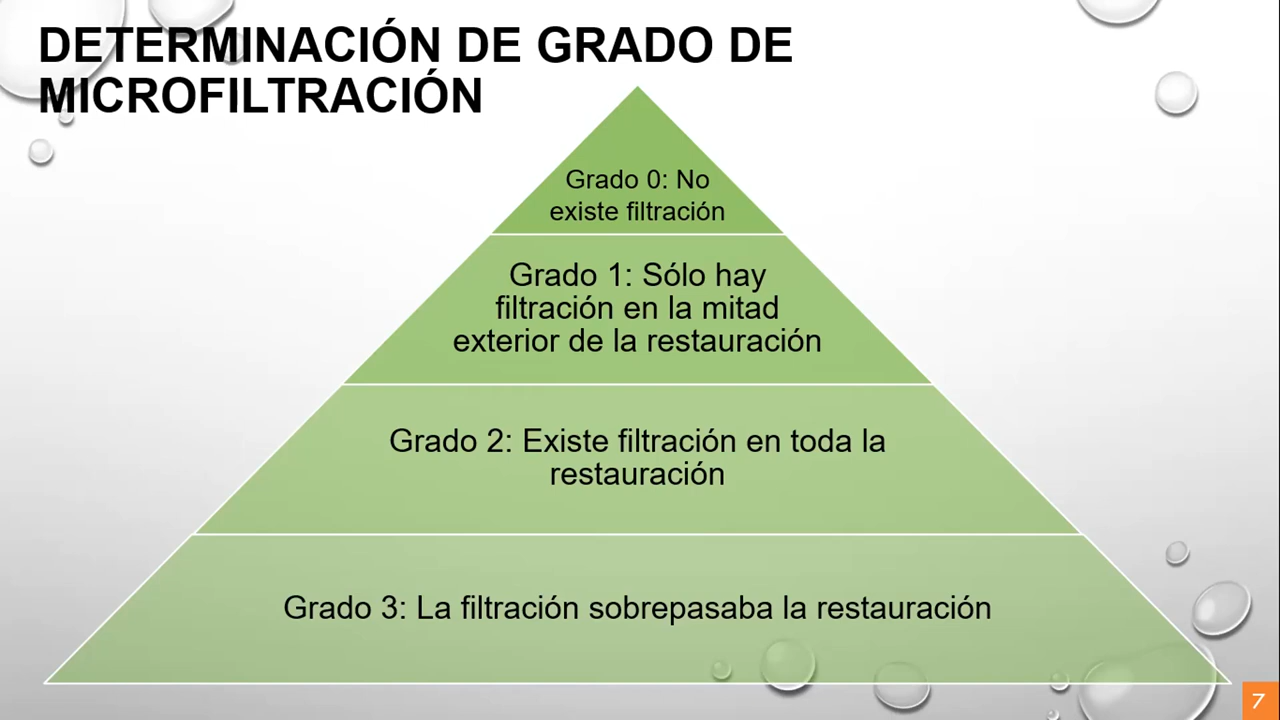 DETERMINACIÓN DE GRADO DE
MICROFILTRACIÓN
Grado 0: No
existe filtración
Grado 1: Sólo hay
filtración en la mitad
exterior de la restauración
Grado 2: Existe filtración en toda la
restauración
Grado 3: La filtración sobrepasaba la restauración
7